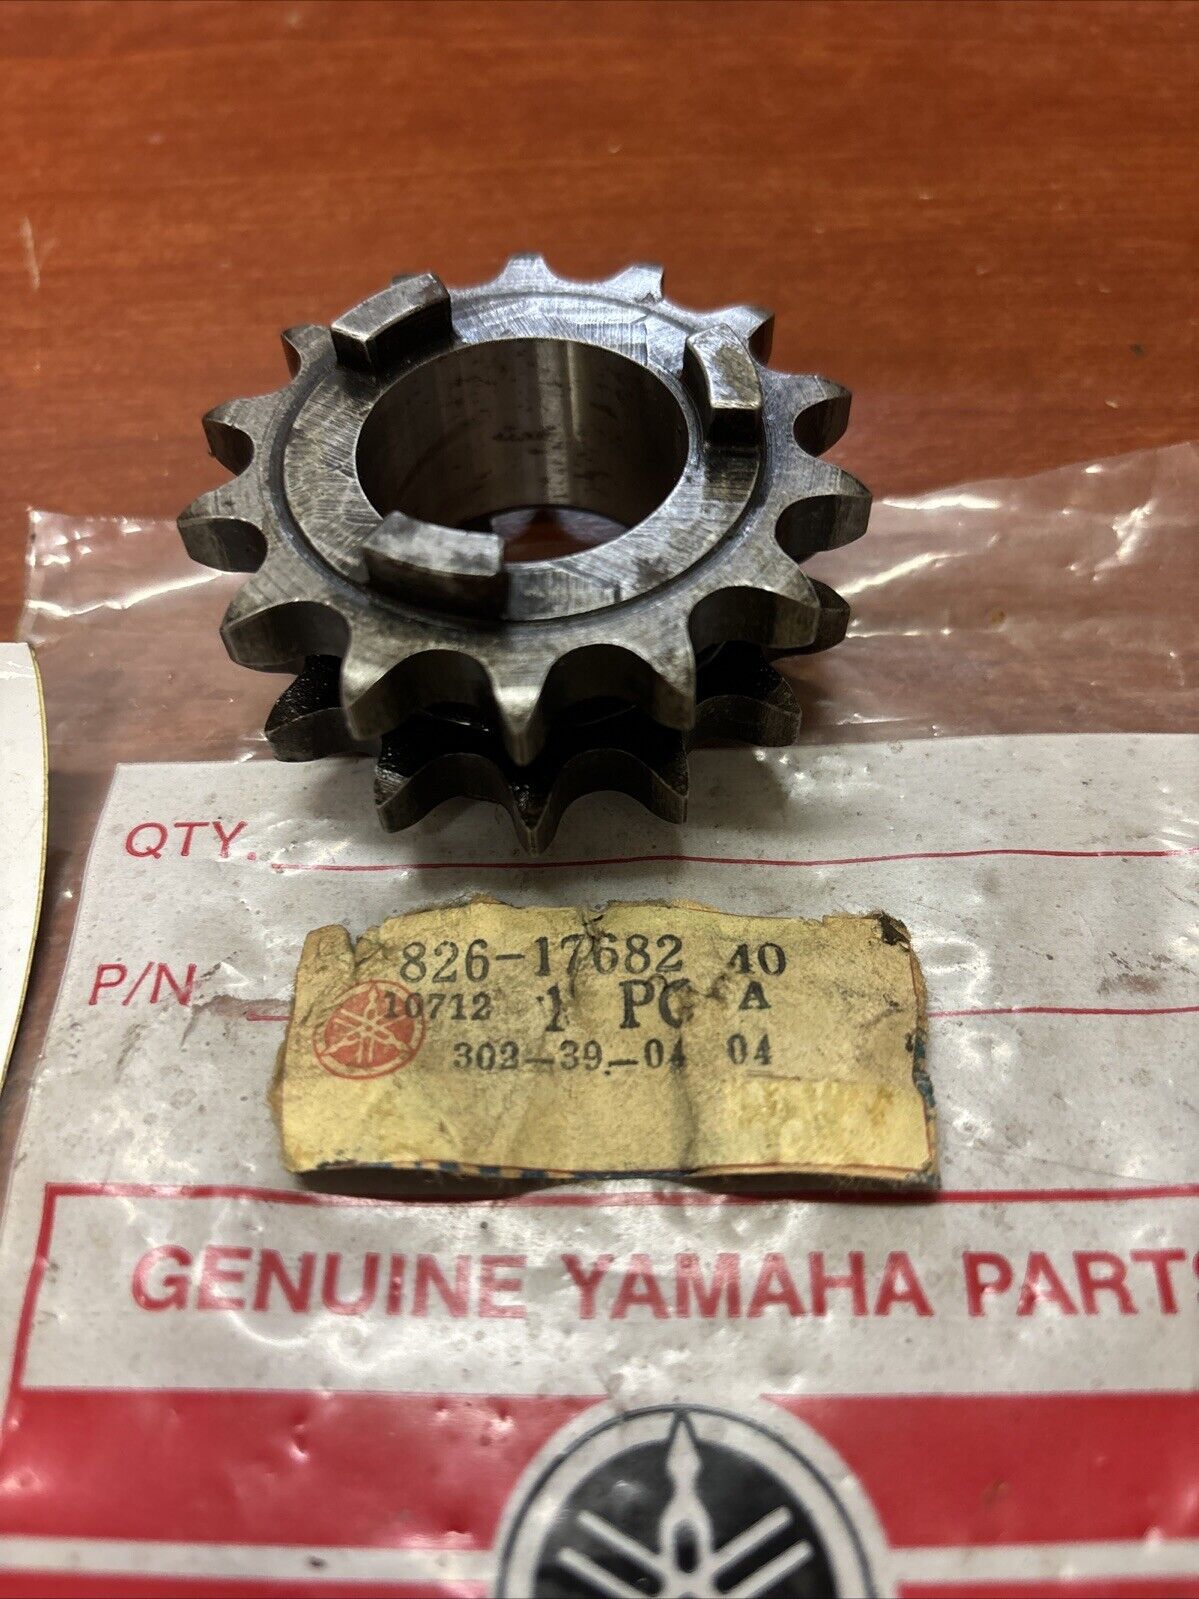 QTY.
P/N
826-17682 40
10712 1 PC A
302-39-04 04
GENUINE YAMAHA PARTS